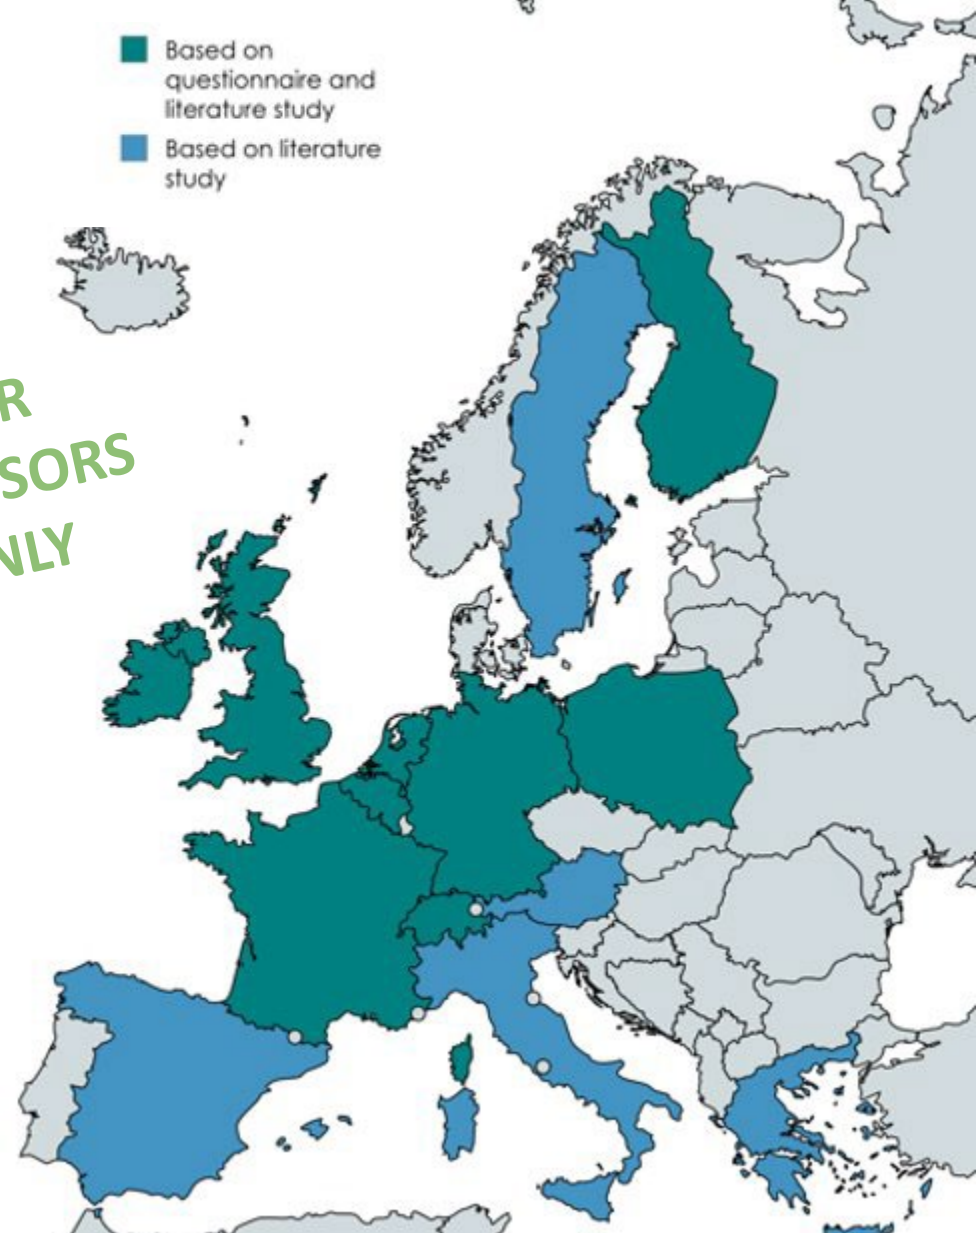 Based on
questionnaire and
literature study
Based on literature
study
R
SORS
NLY